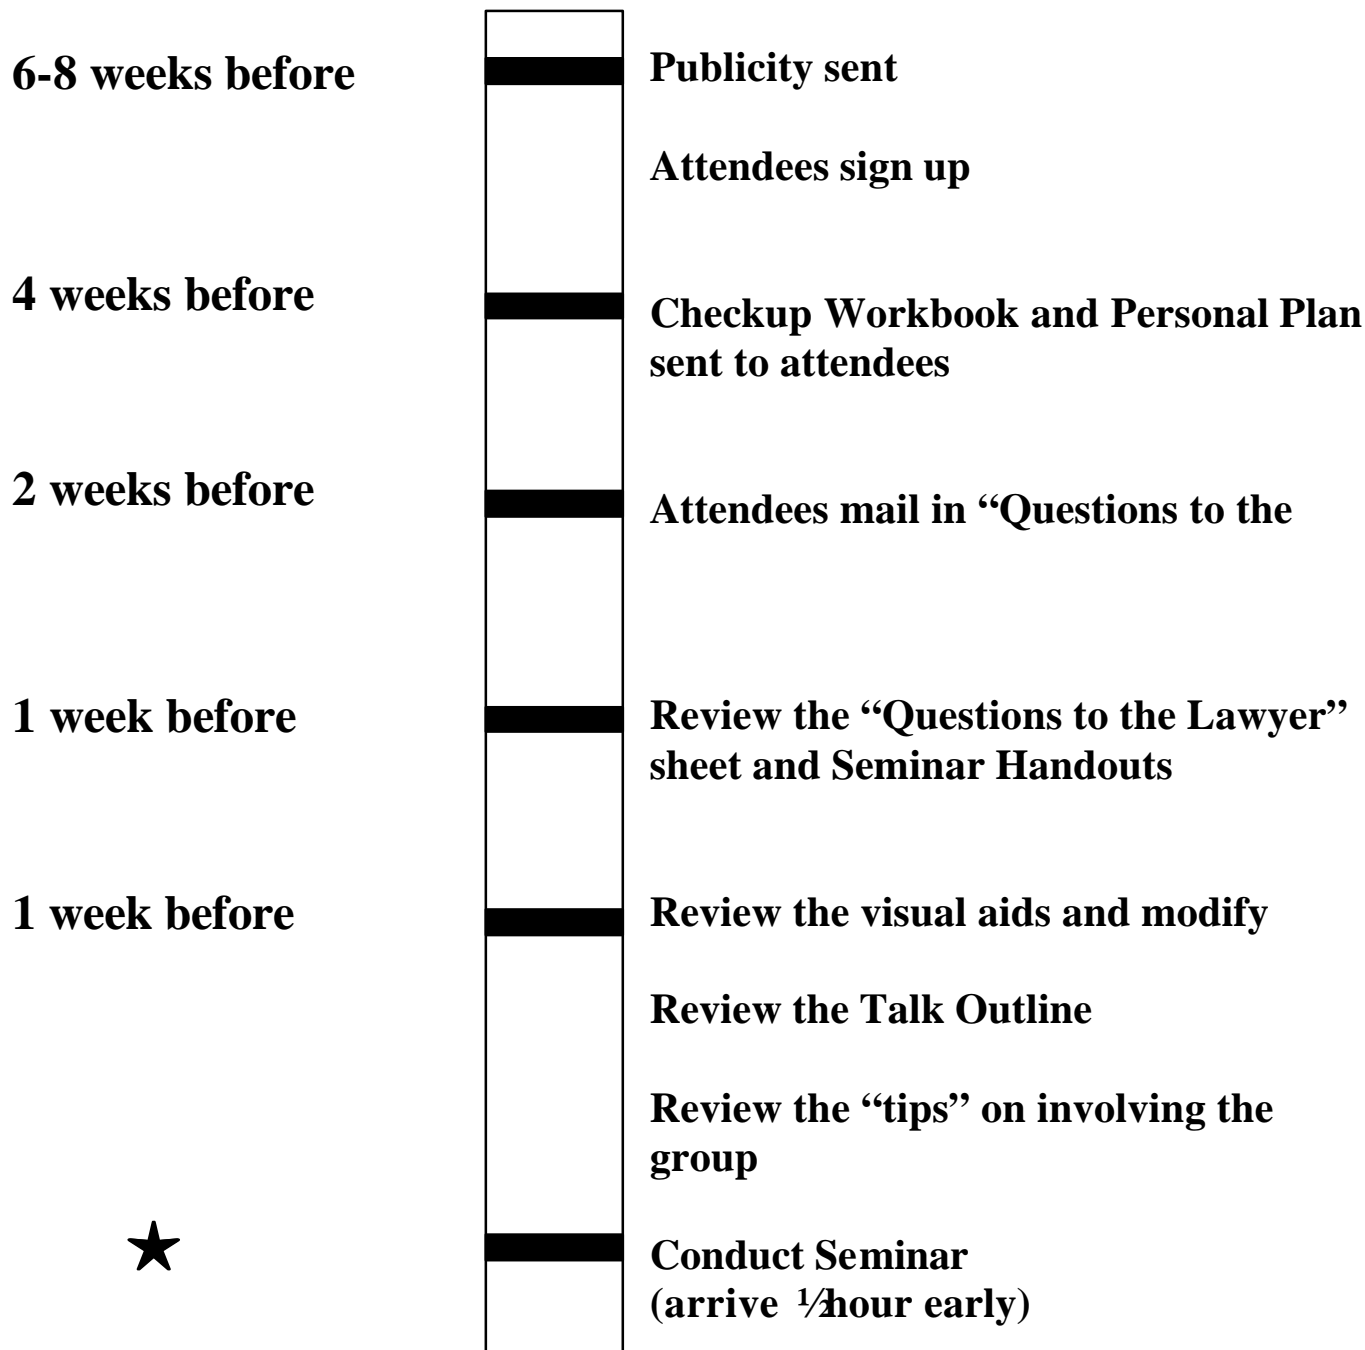 6-8 weeks before
Publicity sent
Attendees sign up
4 weeks before
Checkup Workbook and Personal Plan
sent to attendees
2 weeks before
Attendees mail in “Questions to the
1 week before
Review the “Questions to the Lawyer”
sheet and Seminar Handouts
1 week before
Review the visual aids and modify
Review the Talk Outline
Review the “tips” on involving the
group
Conduct Seminar
(arrive ½hour early)